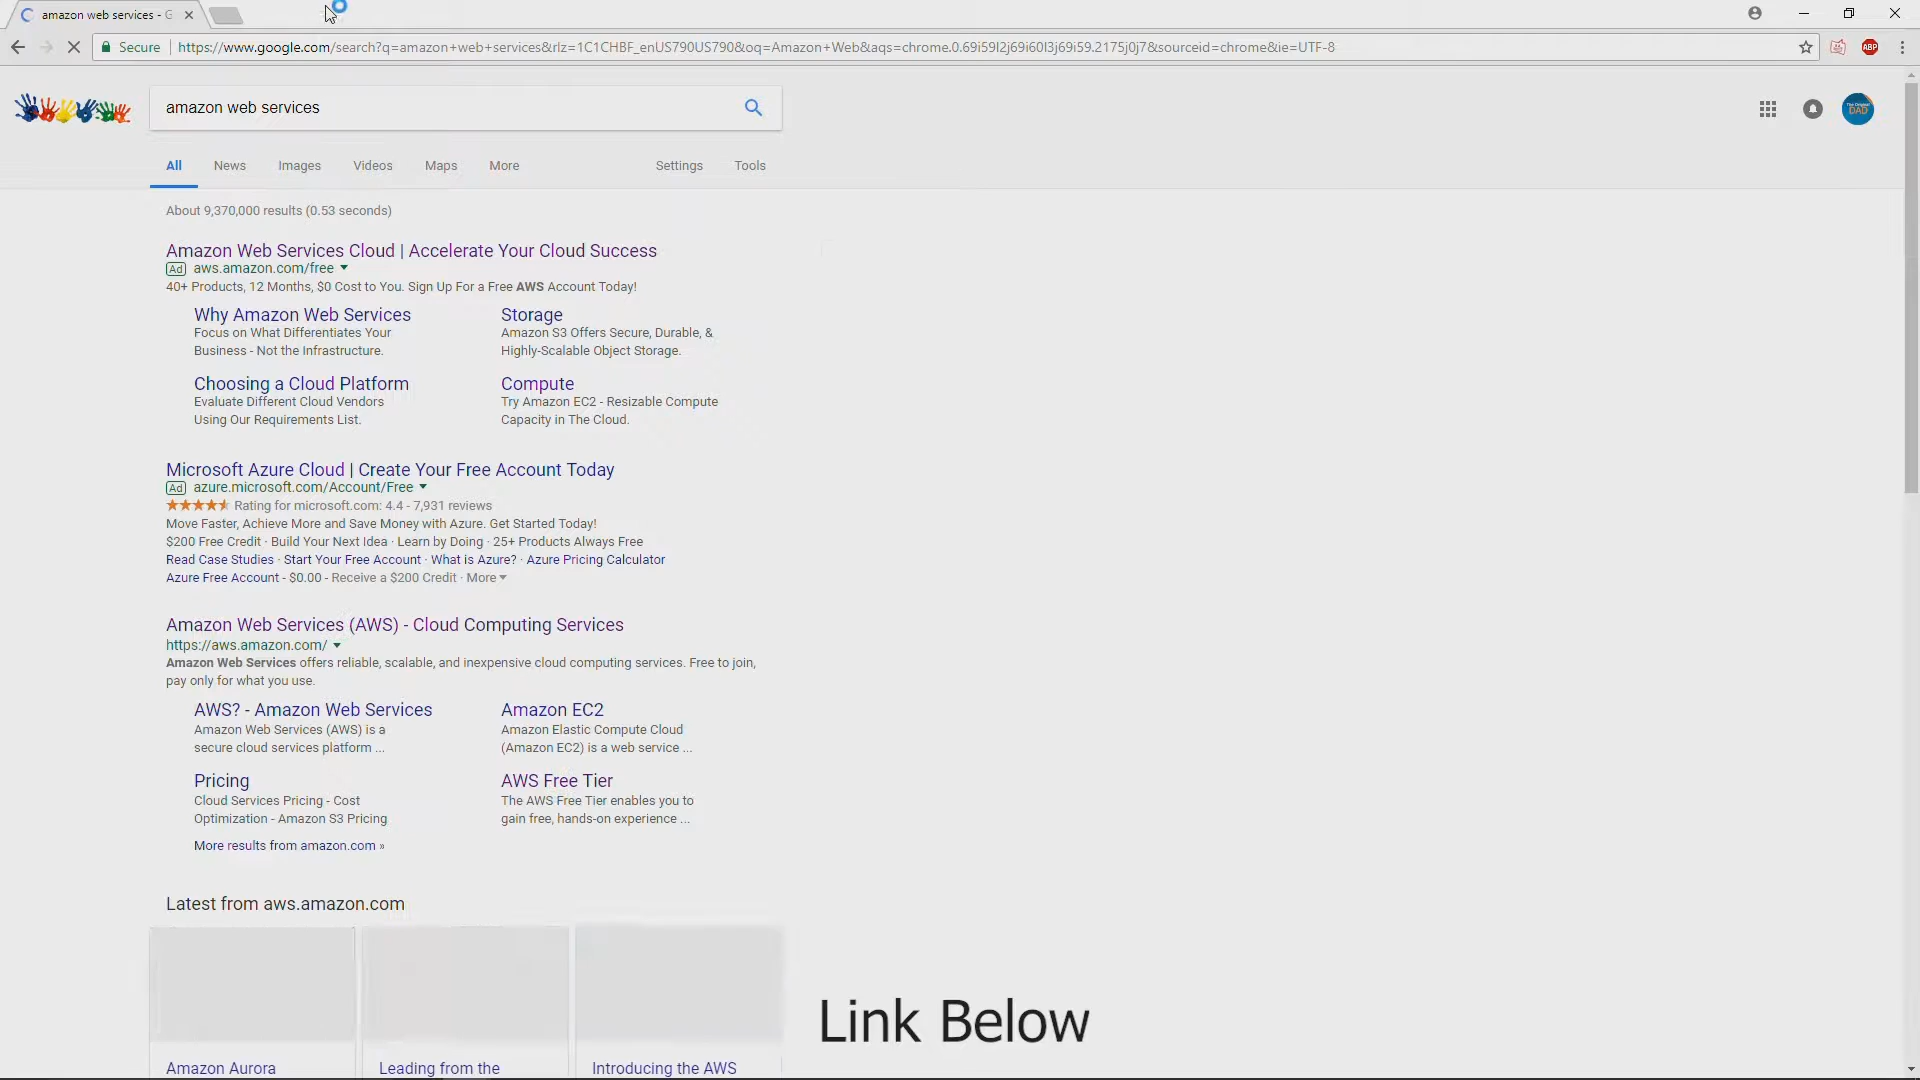 amazon web services - G
Secure https://www.google.com/search?q=amazon+web+services&rlz=1C1CHBF_enUS790US790&oq=Amazon+Web&aqs=chrome.0.69i59l2j69i60l3j69i59.2175j0j7&sourceid=chrome&ie=UTF-8
ABP
amazon web services
The Original
DAD
All News Images Videos Maps More Settings Tools
About 9,370,000 results (0.53 seconds)
Amazon Web Services Cloud | Accelerate Your Cloud Success
Ad aws.amazon.com/free
40+ Products, 12 Months, $0 Cost to You. Sign Up For a Free AWS Account Today!
Why Amazon Web Services
Focus on What Differentiates Your
Business - Not the Infrastructure.
Storage
Amazon S3 Offers Secure, Durable, &
Highly-Scalable Object Storage.
Choosing a Cloud Platform
Evaluate Different Cloud Vendors
Using Our Requirements List.
Compute
Try Amazon EC2 - Resizable Compute
Capacity in The Cloud.
Microsoft Azure Cloud | Create Your Free Account Today
Ad azure.microsoft.com/Account/Free
Rating for microsoft.com: 4.4 - 7,931 reviews
Move Faster, Achieve More and Save Money with Azure. Get Started Today!
$200 Free Credit · Build Your Next Idea · Learn by Doing · 25+ Products Always Free
Read Case Studies · Start Your Free Account · What is Azure? · Azure Pricing Calculator
Azure Free Account - $0.00 - Receive a $200 Credit · More
Amazon Web Services (AWS) - Cloud Computing Services
https://aws.amazon.com/
Amazon Web Services offers reliable, scalable, and inexpensive cloud computing services. Free to join,
pay only for what you use.
AWS? - Amazon Web Services
Amazon Web Services (AWS) is a
secure cloud services platform ...
Amazon EC2
Amazon Elastic Compute Cloud
(Amazon EC2) is a web service ...
Pricing
Cloud Services Pricing - Cost
Optimization - Amazon S3 Pricing
AWS Free Tier
The AWS Free Tier enables you to
gain free, hands-on experience ...
More results from amazon.com »
Latest from aws.amazon.com
Link Below
Amazon Aurora
Leading from the
Introducing the AWS